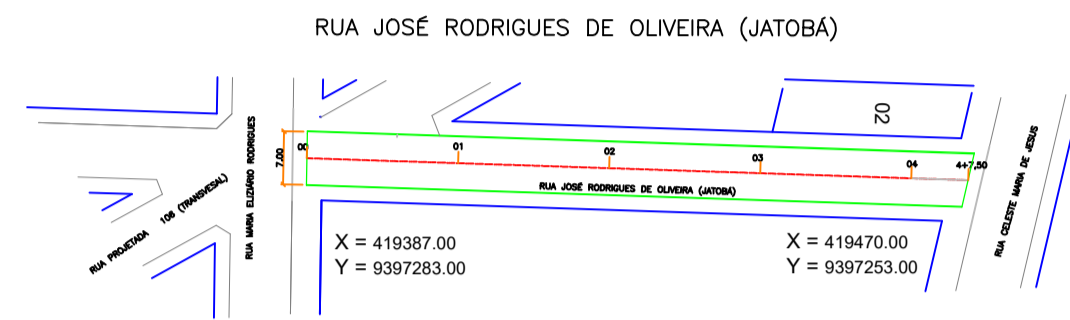 RUA JOSÉ RODRIGUES DE OLIVEIRA (JATOBÁ)
02
00
01
02
03
04
4+7,50
7.00
RUA JOSÉ RODRIGUES DE OLIVEIRA (JATOBÁ)
RUA MARIA ELIZIÁRIO RODRIGUES
RUA PROJETADA 108 (TRANSVESAL)
RUA CELESTE MARIA DE JESUS
X = 419387.00
Y = 9397283.00
X = 419470.00
Y = 9397253.00